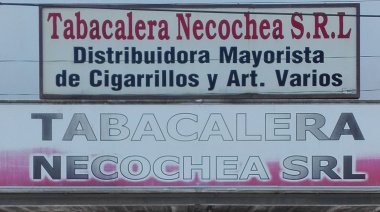 Tabacalera Necochea S.R.L
Distribuidora Mayorista
de Cigarrillos y Art. Varios
TABACALERA
NECOCHEA SRL